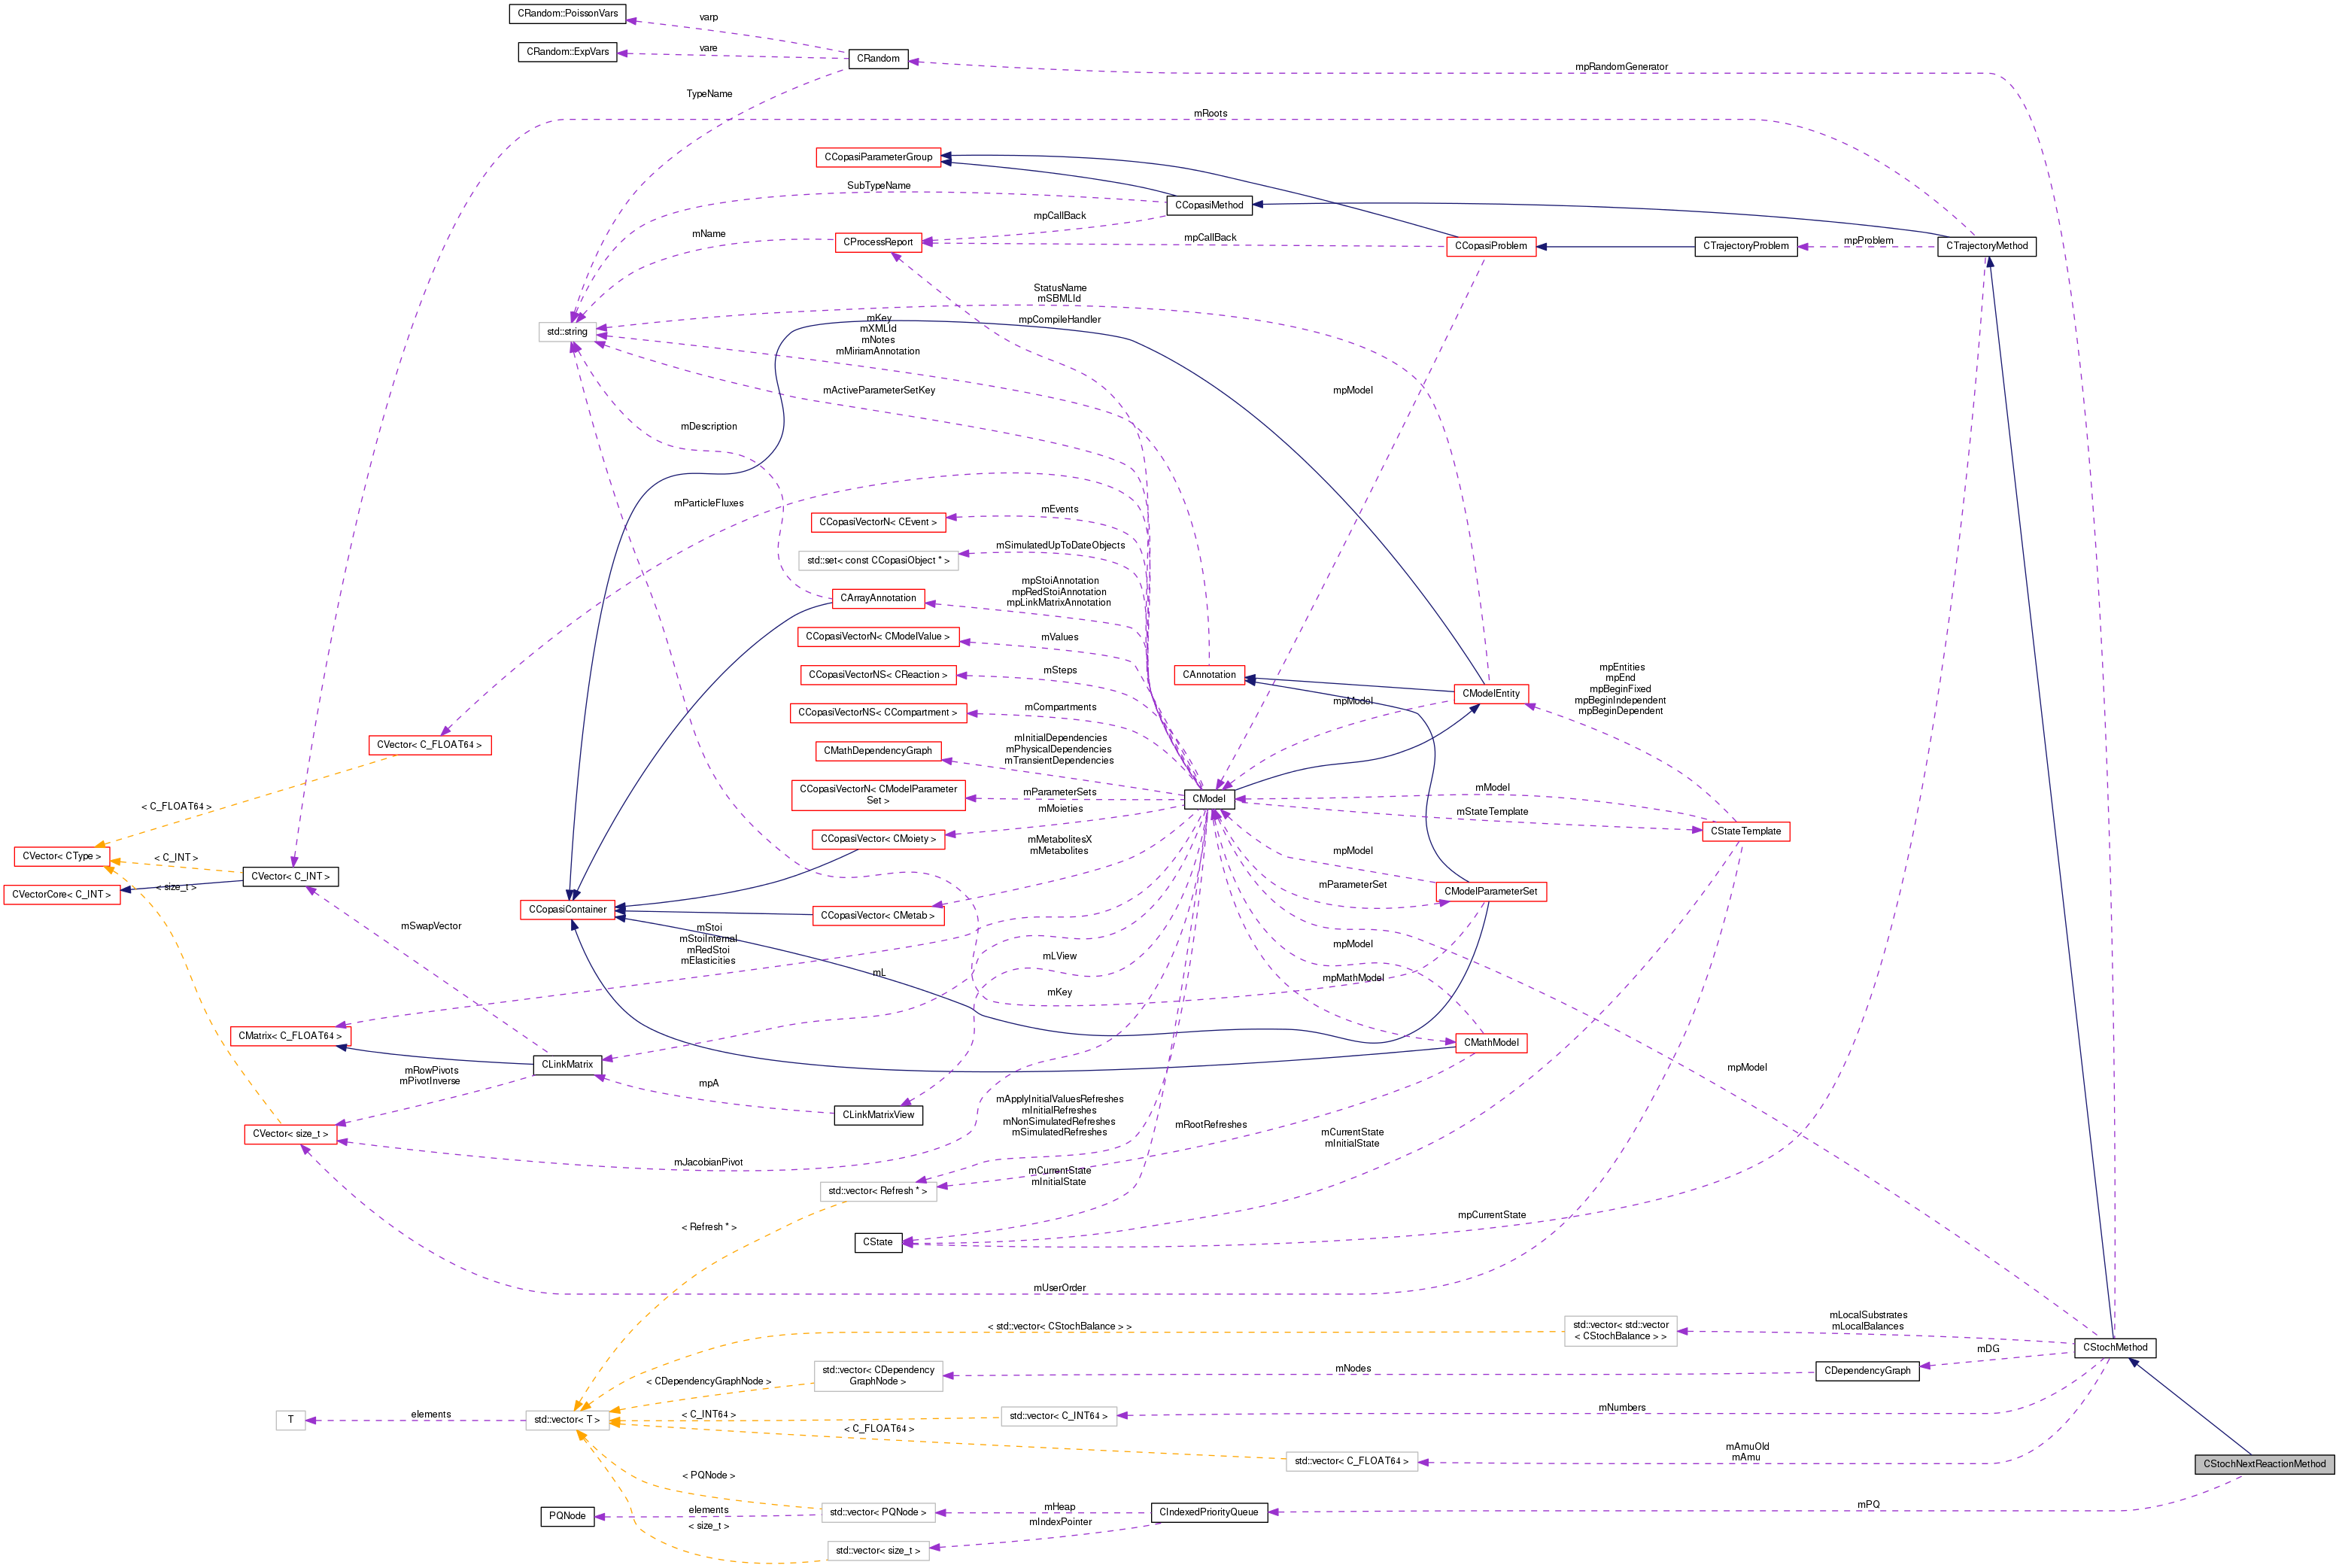 CRandom::PoissonVars
varp
CRandom::ExpVars
vare
CRandom
mpRandomGenerator
TypeName
mRoots
CCopasiParameterGroup
SubTypeName
CCopasiMethod
mpCallBack
mName
CProcessReport
mpCallBack
CCopasiProblem
CTrajectoryProblem
mpProblem
CTrajectoryMethod
StatusName
mSBMLId
std::string
mKey
mXMLId
mNotes
mMiriamAnnotation
mpCompileHandler
mActiveParameterSetKey
mpModel
mDescription
mParticleFluxes
CCopasiVectorN< CEvent >
mEvents
std::set< const CCopasiObject * >
mSimulatedUpToDateObjects
CArrayAnnotation
mpStoiAnnotation
mpRedStoiAnnotation
mpLinkMatrixAnnotation
CCopasiVectorN< CModelValue >
mValues
CCopasiVectorNS< CReaction >
mSteps
CAnnotation
CModelEntity
mpModel
mpEntities
mpEnd
mpBeginFixed
mpBeginIndependent
mpBeginDependent
CCopasiVectorNS< CCompartment >
mCompartments
CVector< C_FLOAT64 >
CMathDependencyGraph
mInitialDependencies
mPhysicalDependencies
mTransientDependencies
CCopasiVectorN< CModelParameter
Set >
mParameterSets
CModel
mModel
mStateTemplate
CStateTemplate
< C_FLOAT64 >
mMoieties
CCopasiVector< CMoiety >
mMetabolitesX
mMetabolites
mpModel
CVector< CType >
< C_INT >
CVector< C_INT >
< size_t >
CVectorCore< C_INT >
mParameterSet
CModelParameterSet
CCopasiContainer
CCopasiVector< CMetab >
mSwapVector
mStoi
mStoiInternal
mRedStoi
mElasticities
mL
mLView
mKey
mpModel
mpMathModel
CMatrix< C_FLOAT64 >
CLinkMatrix
CMathModel
mpModel
mRowPivots
mPivotInverse
mpA
CLinkMatrixView
CVector< size_t >
mApplyInitialValuesRefreshes
mInitialRefreshes
mNonSimulatedRefreshes
mSimulatedRefreshes
mRootRefreshes
mCurrentState
mInitialState
mJacobianPivot
std::vector< Refresh * >
mCurrentState
mInitialState
< Refresh * >
CState
mpCurrentState
mUserOrder
< std::vector< CStochBalance > >
std::vector< std::vector
< CStochBalance > >
mLocalSubstrates
mLocalBalances
CStochMethod
std::vector< CDependency
GraphNode >
mNodes
CDependencyGraph
mDG
< CDependencyGraphNode >
T
elements
std::vector< T >
< C_INT64 >
std::vector< C_INT64 >
mNumbers
< C_FLOAT64 >
std::vector< C_FLOAT64 >
mAmuOld
mAmu
CStochNextReactionMethod
< PQNode >
PQNode
elements
std::vector< PQNode >
mHeap
CIndexedPriorityQueue
mPQ
< size_t >
mIndexPointer
std::vector< size_t >